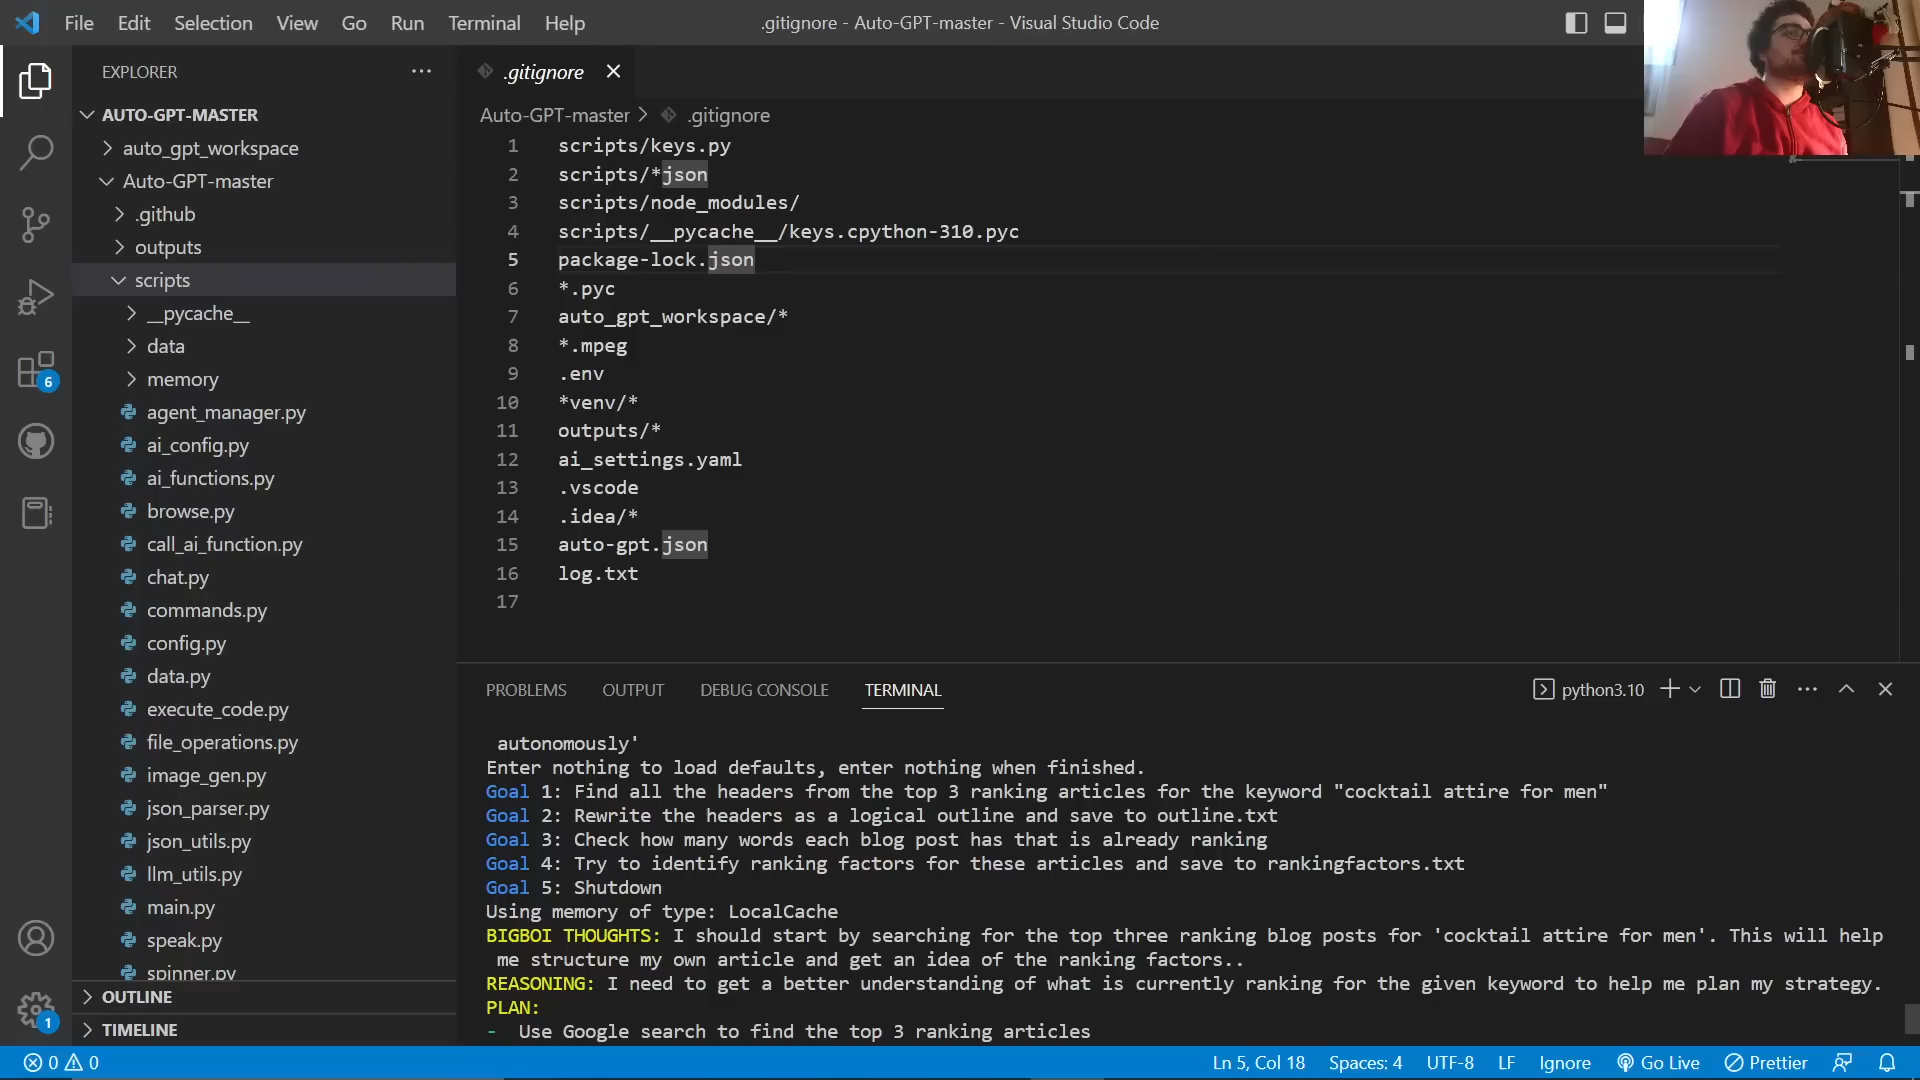 File Edit Selection View Go Run Terminal Help
.gitignore - Auto-GPT-master - Visual Studio Code
EXPLORER
AUTO-GPT-MASTER
auto_gpt_workspace
Auto-GPT-master
.github
outputs
scripts
__pycache__
data
memory
agent_manager.py
ai_config.py
ai_functions.py
browse.py
call_ai_function.py
chat.py
commands.py
config.py
data.py
execute_code.py
file_operations.py
image_gen.py
json_parser.py
json_utils.py
llm_utils.py
main.py
speak.py
spinner.py
OUTLINE
TIMELINE
6
1
.gitignore
Auto-GPT-master > .gitignore
1 scripts/keys.py
2 scripts/*json
3 scripts/node_modules/
4 scripts/__pycache__/keys.cpython-310.pyc
5 package-lock.json
6 *.pyc
7 auto_gpt_workspace/*
8 *.mpeg
9 .env
10 *venv/*
11 outputs/*
12 ai_settings.yaml
13 .vscode
14 .idea/*
15 auto-gpt.json
16 log.txt
17
PROBLEMS OUTPUT DEBUG CONSOLE TERMINAL
python3.10
autonomously'
Enter nothing to load defaults, enter nothing when finished.
Goal 1: Find all the headers from the top 3 ranking articles for the keyword "cocktail attire for men"
Goal 2: Rewrite the headers as a logical outline and save to outline.txt
Goal 3: Check how many words each blog post has that is already ranking
Goal 4: Try to identify ranking factors for these articles and save to rankingfactors.txt
Goal 5: Shutdown
Using memory of type: LocalCache
BIGBOI THOUGHTS: I should start by searching for the top three ranking blog posts for 'cocktail attire for men'. This will help
me structure my own article and get an idea of the ranking factors..
REASONING: I need to get a better understanding of what is currently ranking for the given keyword to help me plan my strategy.
PLAN:
- Use Google search to find the top 3 ranking articles
0 0
Ln 5, Col 18 Spaces: 4 UTF-8 LF Ignore Go Live Prettier